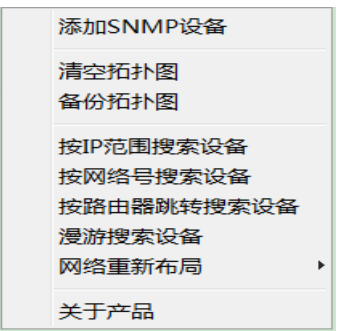 添加SNMP设备
清空拓扑图
备份拓扑图
按IP范围搜索设备
按网络号搜索设备
按路由器跳转搜索设备
漫游搜索设备
网络重新布局
关于产品